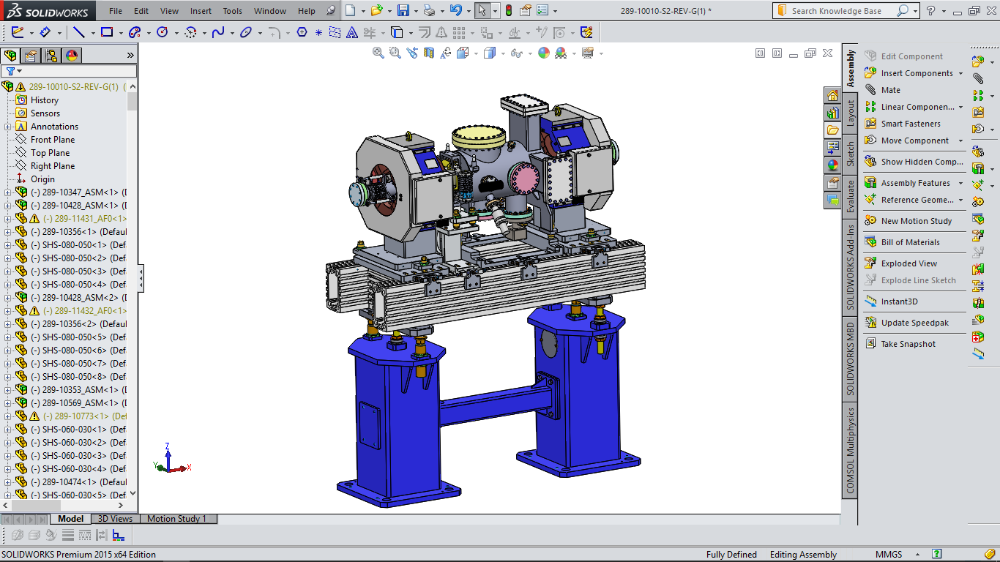 SOLIDWORKS
File Edit View Insert Tools Window Help
289-10010-S2-REV-G(1) *
Search Knowledge Base
289-10010-S2-REV-G(1) (
History
Sensors
Annotations
Front Plane
Top Plane
Right Plane
Origin
(-) 289-10347_ASM<1> (D
(-) 289-10428_ASM<1> (D
(-) 289-11431_AF0<1>
(-) 289-10356<1> (Defau
(-) SHS-080-050<1> (Def
(-) SHS-080-050<2> (Def
(-) SHS-080-050<3> (Def
(-) SHS-080-050<4> (Def
(-) 289-10428_ASM<2> (D
(-) 289-11432_AF0<1>
(-) 289-10356<2> (Defau
(-) SHS-080-050<5> (Def
(-) SHS-080-050<6> (Def
(-) SHS-080-050<7> (Def
(-) SHS-080-050<8> (Def
(-) 289-10353_ASM<1> (D
(-) 289-10569_ASM<1> (D
(-) 289-10773<1> (Def
(-) SHS-060-030<1> (Def
(-) SHS-060-030<2> (Def
(-) SHS-060-030<3> (Def
(-) SHS-060-030<4> (Def
(-) 289-10474<1> (Defaul
(-) SHS-060-030<5> (Def
Z
Y
X
Assembly
Layout
Sketch
Evaluate
SOLIDWORKS Add-Ins
SOLIDWORKS MBD
COMSOL Multiphysics
Edit Component
Insert Components
Mate
Linear Componen...
Smart Fasteners
Move Component
Show Hidden Comp...
Assembly Features
Reference Geome...
New Motion Study
Bill of Materials
Exploded View
Explode Line Sketch
Instant3D
Update Speedpak
Take Snapshot
Model 3D Views Motion Study 1
SOLIDWORKS Premium 2015 x64 Edition
Fully Defined Editing Assembly MMGS